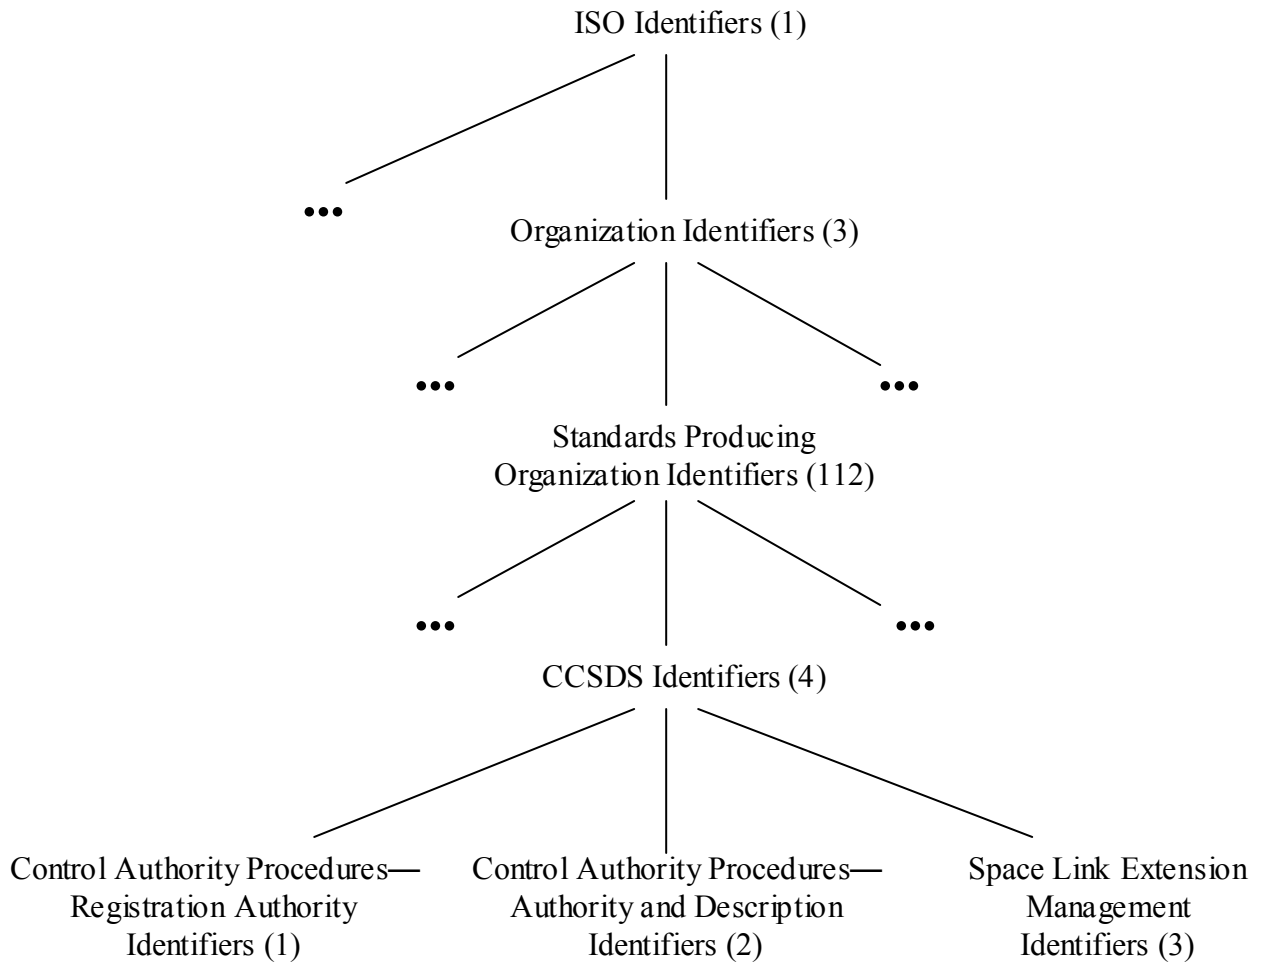 ISO Identifiers (1)
•••
Organization Identifiers (3)
•••
•••
Standards Producing
Organization Identifiers (112)
•••
•••
CCSDS Identifiers (4)
Control Authority Procedures—
Registration Authority
Identifiers (1)
Control Authority Procedures—
Authority and Description
Identifiers (2)
Space Link Extension
Management
Identifiers (3)